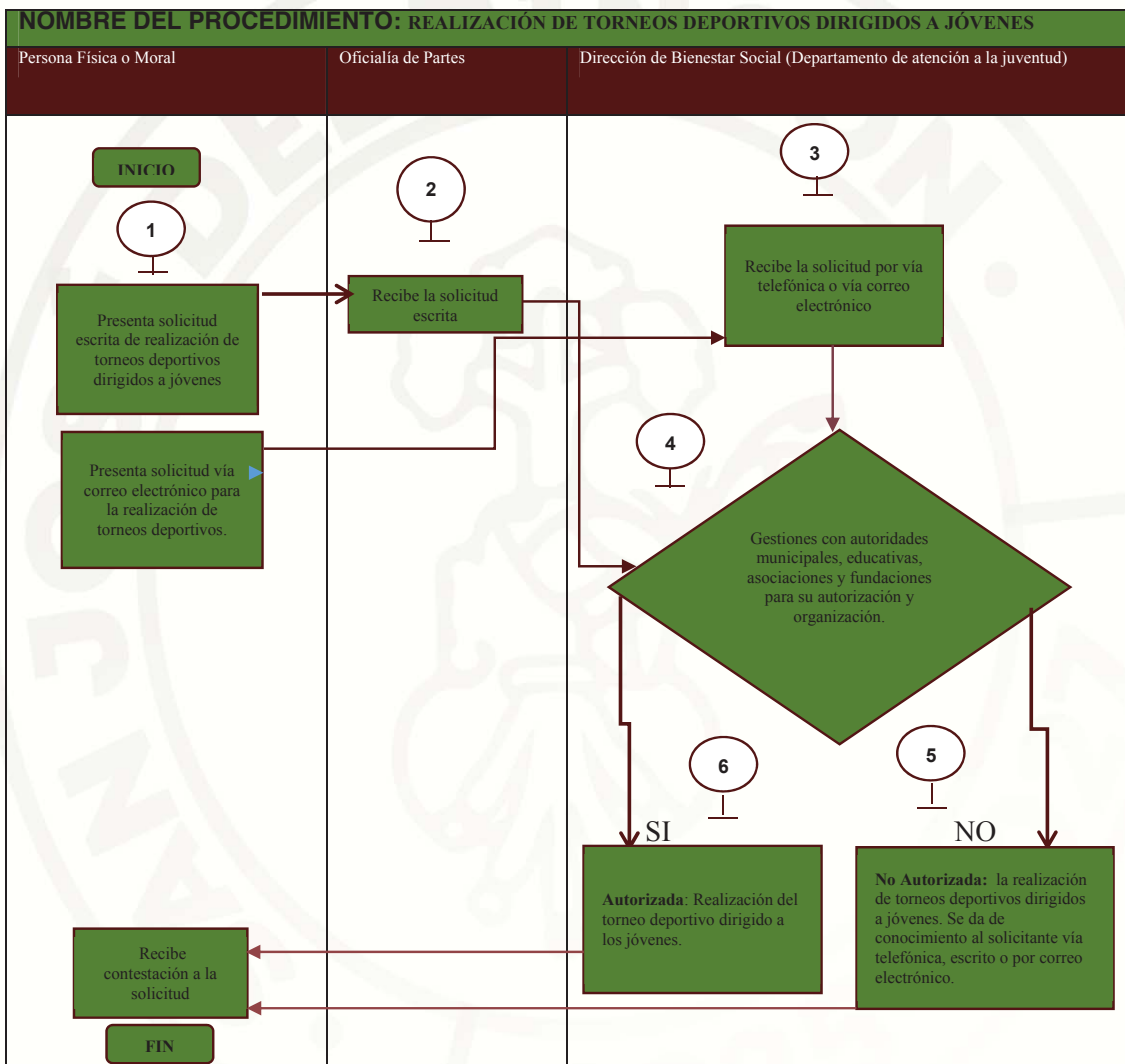 NOMBRE DEL PROCEDIMIENTO: REALIZACIÓN DE TORNEOS DEPORTIVOS DIRIGIDOS A JÓVENES
Persona Física o Moral
Oficialía de Partes
Dirección de Bienestar Social (Departamento de atención a la juventud)
INICIO
1
2
3
Presenta solicitud
escrita de realización de
torneos deportivos
dirigidos a jóvenes
Recibe la solicitud
escrita
Recibe la solicitud por vía
telefónica o vía correo
electrónico
Presenta solicitud vía
correo electrónico para
la realización de
torneos deportivos.
4
Gestiones con autoridades
municipales, educativas,
asociaciones y fundaciones
para su autorización y
organización.
6
5
SI
NO
Autorizada: Realización del
torneo deportivo dirigido a
los jóvenes.
No Autorizada: la realización
de torneos deportivos dirigidos
a jóvenes. Se da de
conocimiento al solicitante vía
telefónica, escrito o por correo
electrónico.
Recibe
contestación a la
solicitud
FIN